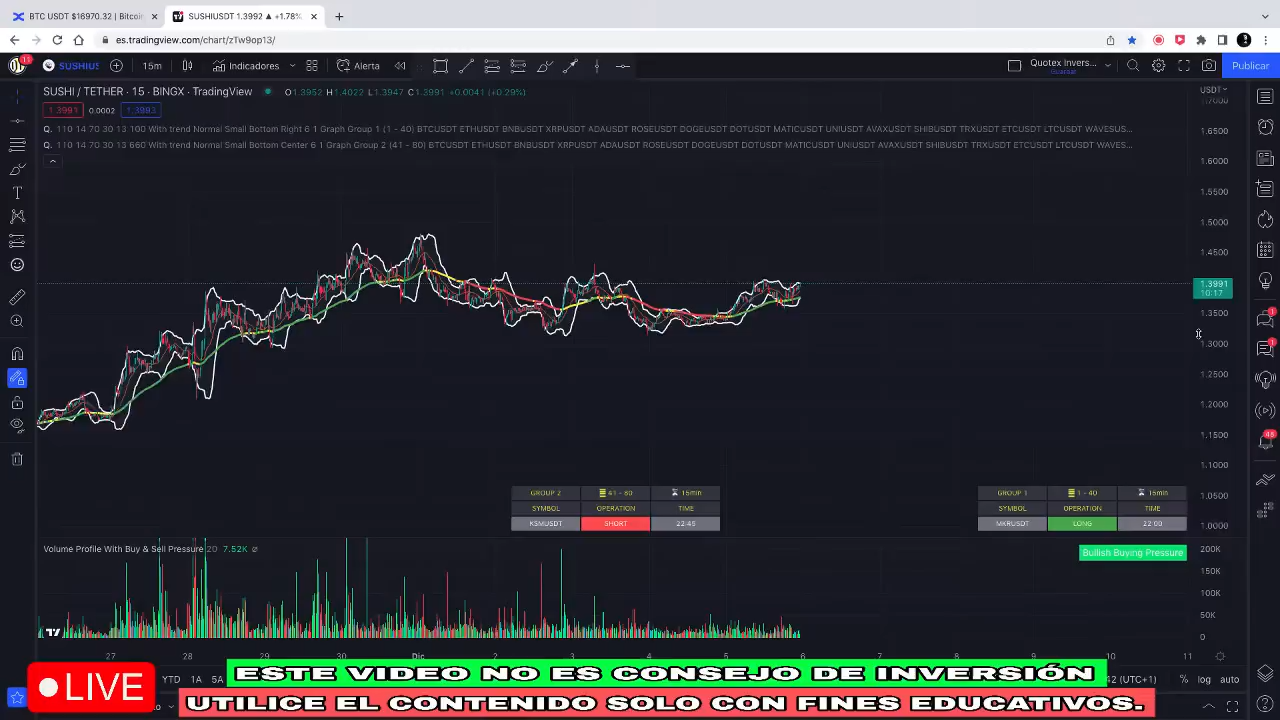 BTC USDT $16970.32 | Bitcoin
SUSHIUSDT 1.3992 ▲ +1.78%
es.tradingview.com/chart/zTw9op13/
SUSHIUS
15m
Indicadores
Alerta
Quotex Invers...
Guardar
Publicar
SUSHI / TETHER · 15 · BINGX · TradingView
O1.3952 H1.4022 L1.3947 C1.3991 +0.0041 (+0.29%)
USDT
1.3991
0.0002
1.3993
Q. 110 14 70 30 13 100 With trend Normal Small Bottom Right 6 1 Graph Group 1 (1 - 40) BTCUSDT ETHUSDT BNBUSDT XRPUSDT ADAUSDT ROSEUSDT DOGEUSDT DOTUSDT MATICUSDT UNIUSDT AVAXUSDT SHIBUSDT TRXUSDT ETCUSDT LTCUSDT WAVESUS...
Q. 110 14 70 30 13 660 With trend Normal Small Bottom Center 6 1 Graph Group 2 (41 - 80) BTCUSDT ETHUSDT BNBUSDT XRPUSDT ADAUSDT ROSEUSDT DOGEUSDT DOTUSDT MATICUSDT UNIUSDT AVAXUSDT SHIBUSDT TRXUSDT ETCUSDT LTCUSDT WAVES...
1.7000
1.6500
1.6000
1.5500
1.5000
1.4500
1.3991
10:17
1.3500
1.3000
1.2500
1.2000
1.1500
1.1000
1.0500
1.0000
GROUP 2 41 - 80 15min
SYMBOL OPERATION TIME
KSMUSDT SHORT 22:45
GROUP 1 1 - 40 15min
SYMBOL OPERATION TIME
MKRUSDT LONG 22:00
Volume Profile With Buy & Sell Pressure 20 7.52K
Bullish Buying Pressure
200K
150K
100K
50K
0
27 28 29 30 Dic 2 3 4 5 6 7 8 9 10 11
YTD 1A 5A
42 (UTC+1) % log auto
LIVE
ESTE VIDEO NO ES CONSEJO DE INVERSIÓN
UTILICE EL CONTENIDO SOLO CON FINES EDUCATIVOS.